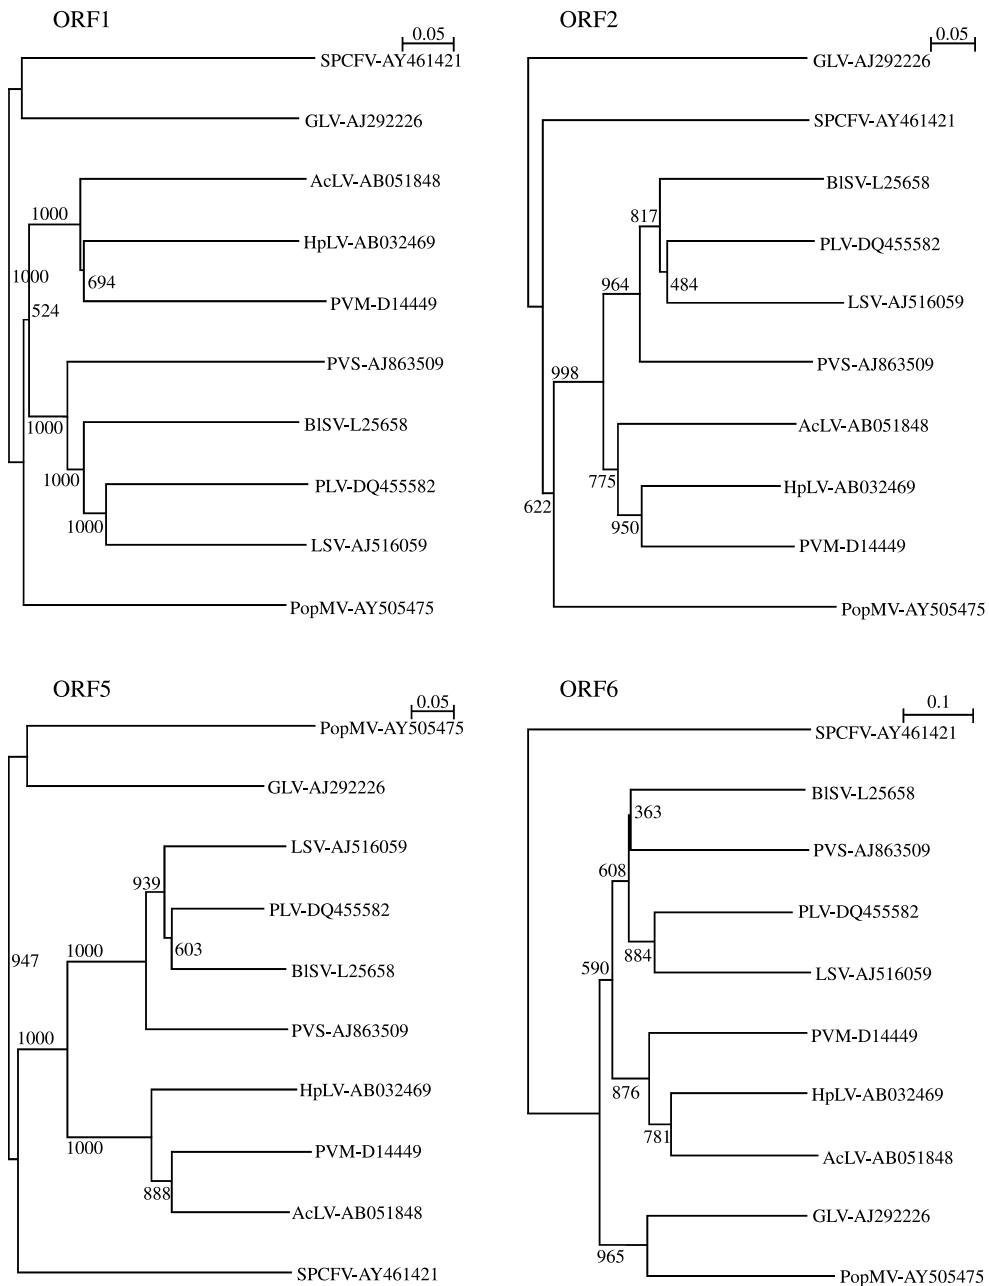 ORF1
0.05
SPCFV-AY461421
GLV-AJ292226
AcLV-AB051848
1000
HpLV-AB032469
1000
694
PVM-D14449
524
PVS-AJ863509
BlSV-L25658
1000
1000
PLV-DQ455582
1000
LSV-AJ516059
PopMV-AY505475
ORF2
0.05
GLV-AJ292226
SPCFV-AY461421
BlSV-L25658
817
PLV-DQ455582
964
484
LSV-AJ516059
PVS-AJ863509
998
AcLV-AB051848
775
HpLV-AB032469
622
950
PVM-D14449
PopMV-AY505475
ORF5
0.05
PopMV-AY505475
GLV-AJ292226
LSV-AJ516059
939
PLV-DQ455582
603
1000
947
BlSV-L25658
PVS-AJ863509
1000
HpLV-AB032469
1000
PVM-D14449
888
AcLV-AB051848
SPCFV-AY461421
ORF6
0.1
SPCFV-AY461421
BlSV-L25658
363
PVS-AJ863509
608
PLV-DQ455582
884
590
LSV-AJ516059
PVM-D14449
876
HpLV-AB032469
781
AcLV-AB051848
GLV-AJ292226
965
PopMV-AY505475